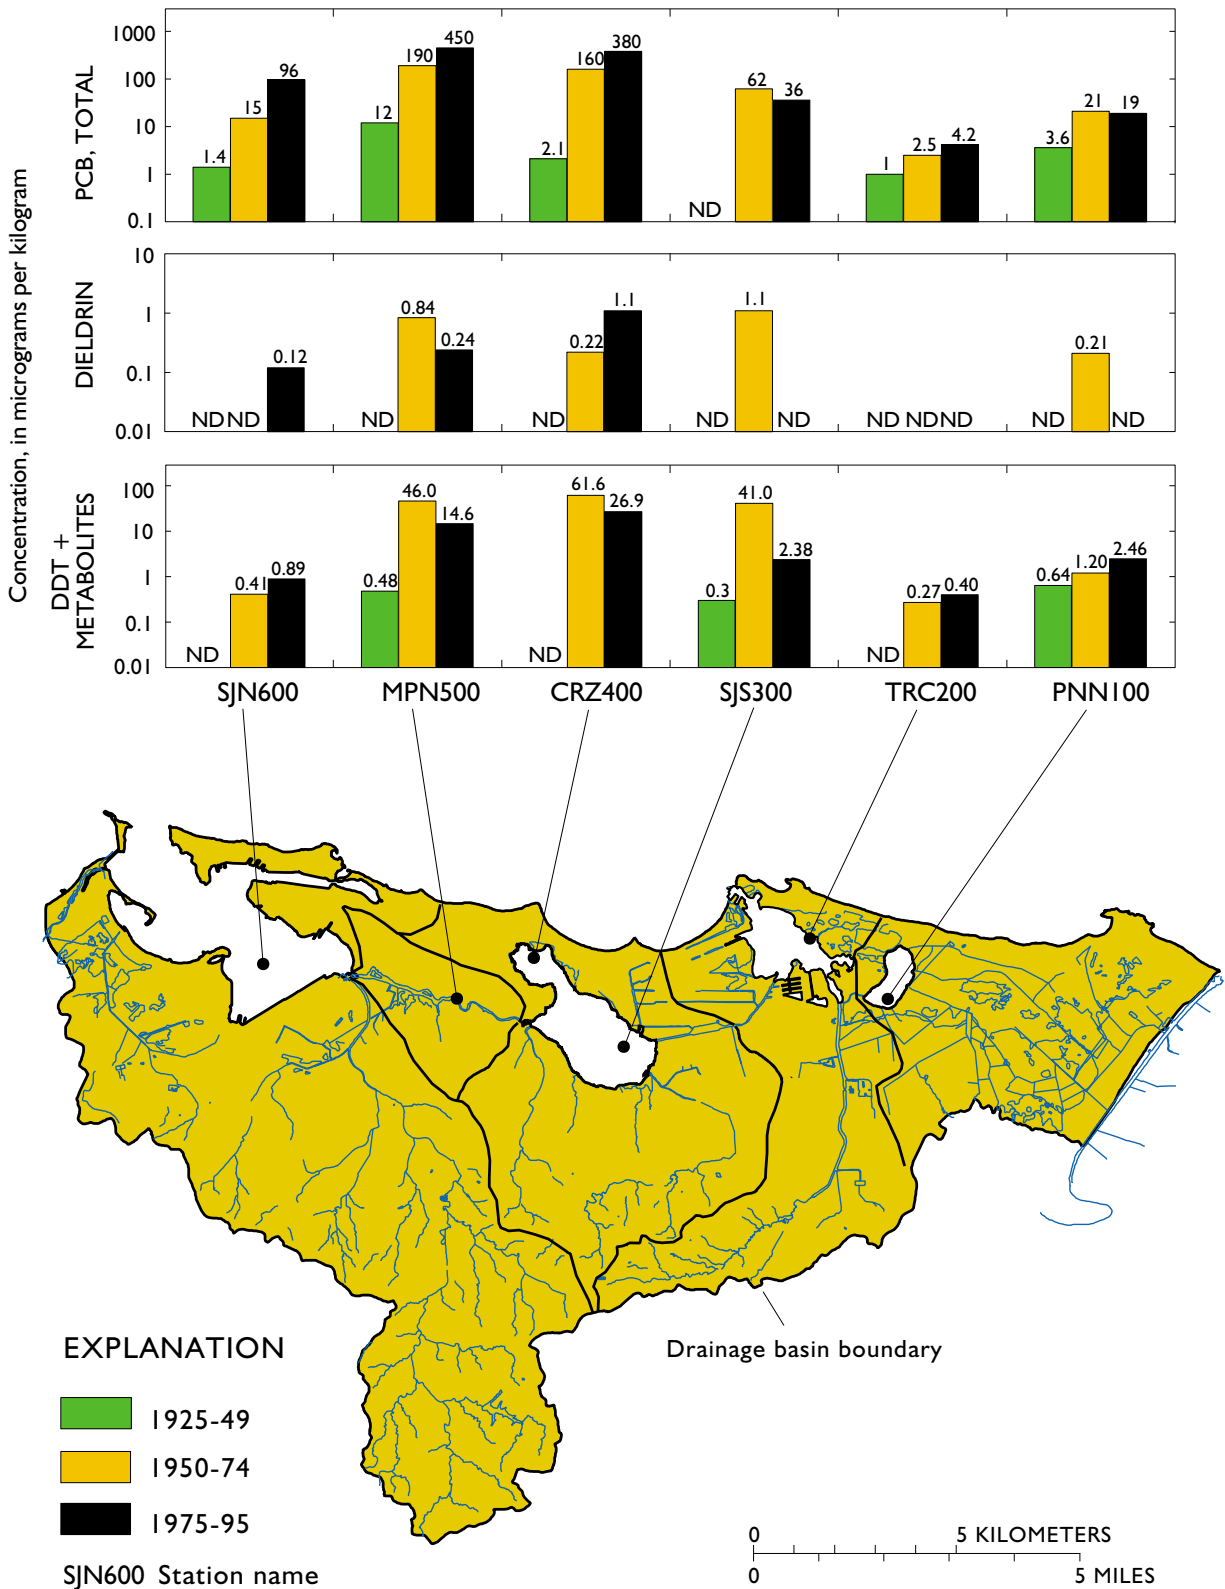 Concentration, in micrograms per kilogram
PCB, TOTAL
1000
100
10
1
0.1
1.4
15
96
12
190
450
2.1
160
380
ND
62
36
1
2.5
4.2
3.6
21
19
DIELDRIN
10
1
0.1
0.01
ND ND 0.12
ND 0.84 0.24
ND 0.22 1.1
ND 1.1 ND
ND ND ND
ND 0.21 ND
DDT +
METABOLITES
100
10
1
0.1
0.01
ND 0.41 0.89
0.48 46.0 14.6
ND 61.6 26.9
0.3 41.0 2.38
ND 0.27 0.40
0.64 1.20 2.46
SJN600 MPN500 CRZ400 SJS300 TRC200 PNN100
Drainage basin boundary
EXPLANATION
1925-49
1950-74
1975-95
SJN600 Station name
0 5 KILOMETERS
0 5 MILES